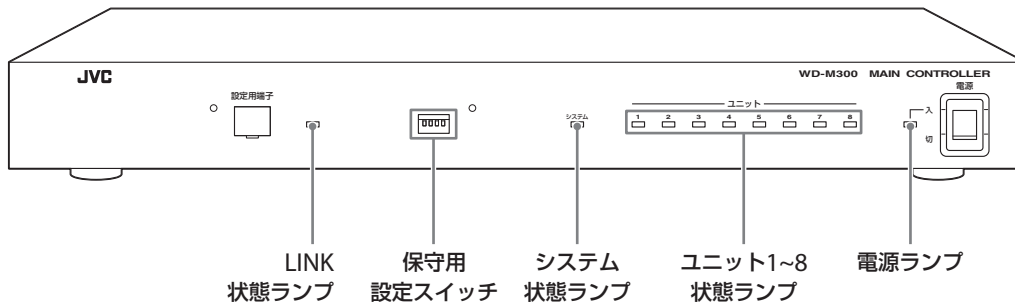 JVC
WD-M300 MAIN CONTROLLER
設定用端子
電源
ユニット
入
システム
1 2 3 4 5 6 7 8
切
LINK
状態ランプ
保守用
設定スイッチ
システム
状態ランプ
ユニット1~8
状態ランプ
電源ランプ